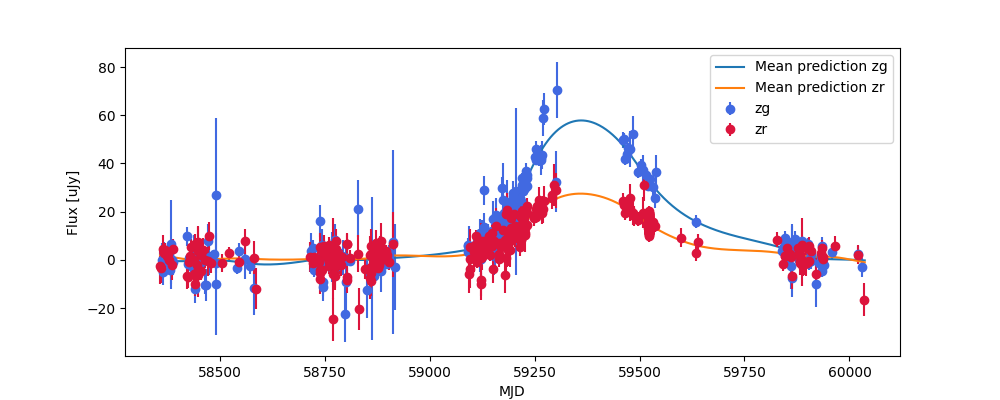 80
60
40
20
0
−20
Flux [uJy]
Mean prediction zg
Mean prediction zr
zg
zr
58500 58750 59000 59250 59500 59750 60000
MJD